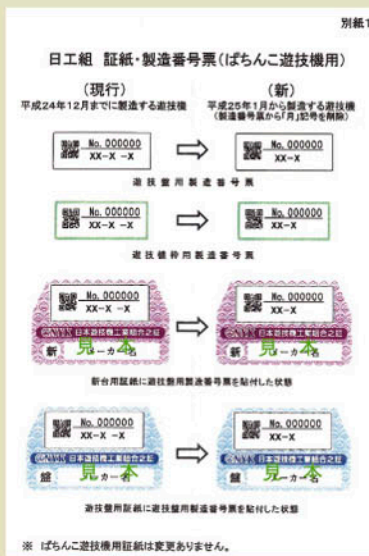 別紙1
日工組 証紙・製造番号票(ぱちんこ遊技機用)
(現行)
平成24年12月までに製造する遊技機
(新)
平成25年1月から製造する遊技機
(製造番号票から「月」記号を削除)
No. 000000
XX-X -X
No. 000000
XX-X
遊技盤用製造番号票
No. 000000
XX-X -X
No. 000000
XX-X
遊技機枠用製造番号票
No. 000000
XX-X -X
日本遊技機工業組合之証
新 見本 メーカー名
No. 000000
XX-X
日本遊技機工業組合之証
新 見本 メーカー名
新台用証紙に遊技盤用製造番号票を貼付した状態
No. 000000
XX-X -X
日本遊技機工業組合之証
盤 見本 メーカー名
No. 000000
XX-X
日本遊技機工業組合之証
盤 見本 メーカー名
遊技盤用証紙に遊技盤用製造番号票を貼付した状態
※ ぱちんこ遊技機用証紙は変更ありません。